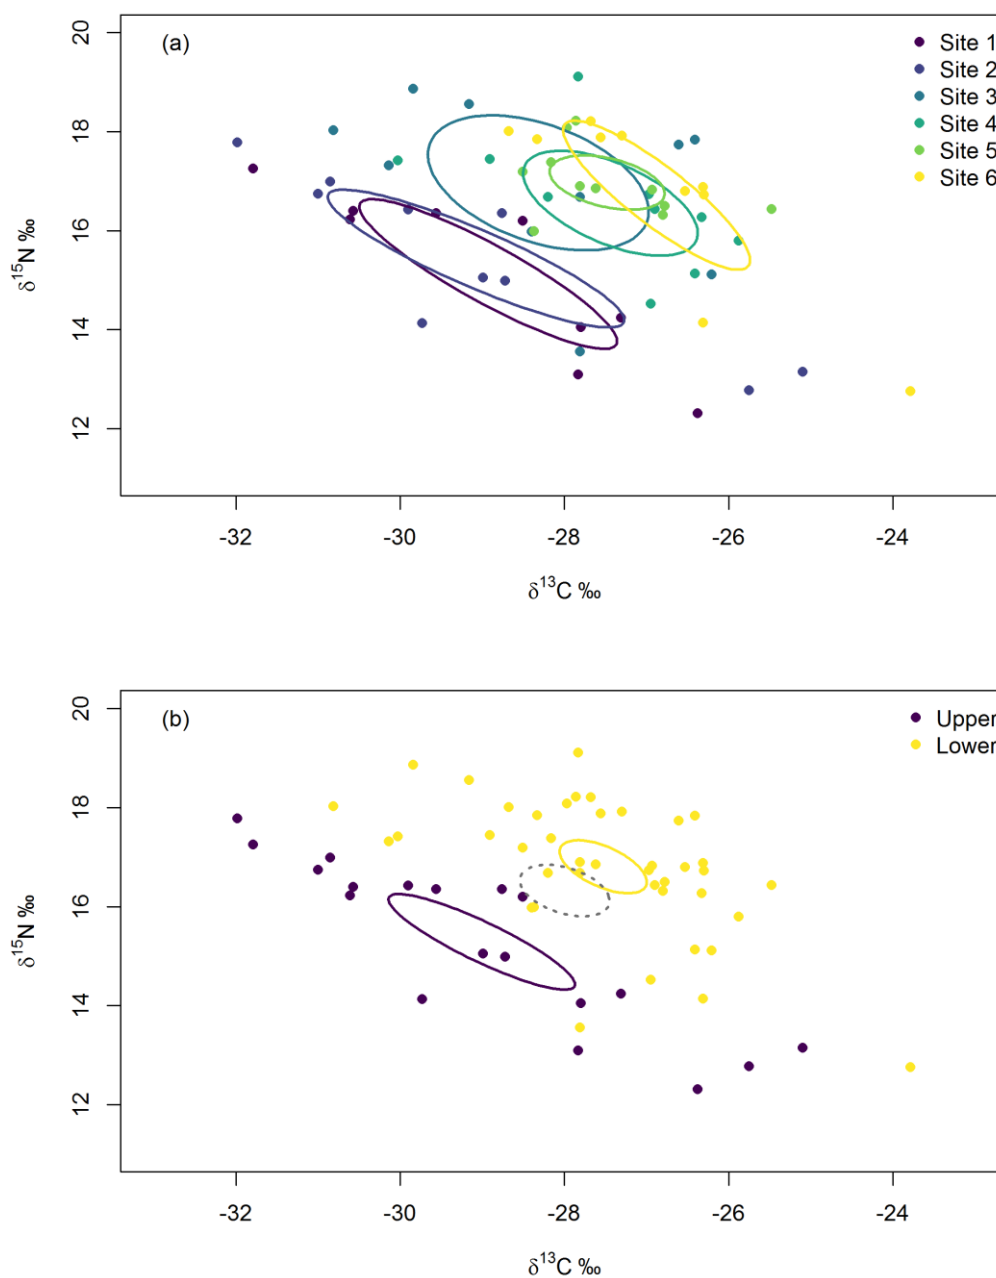 (a)
Site 1
Site 2
Site 3
Site 4
Site 5
Site 6
20
18
16
14
12
δ¹⁵N ‰
-32 -30 -28 -26 -24
δ¹³C ‰
(b)
Upper
Lower
20
18
16
14
12
δ¹⁵N ‰
-32 -30 -28 -26 -24
δ¹³C ‰